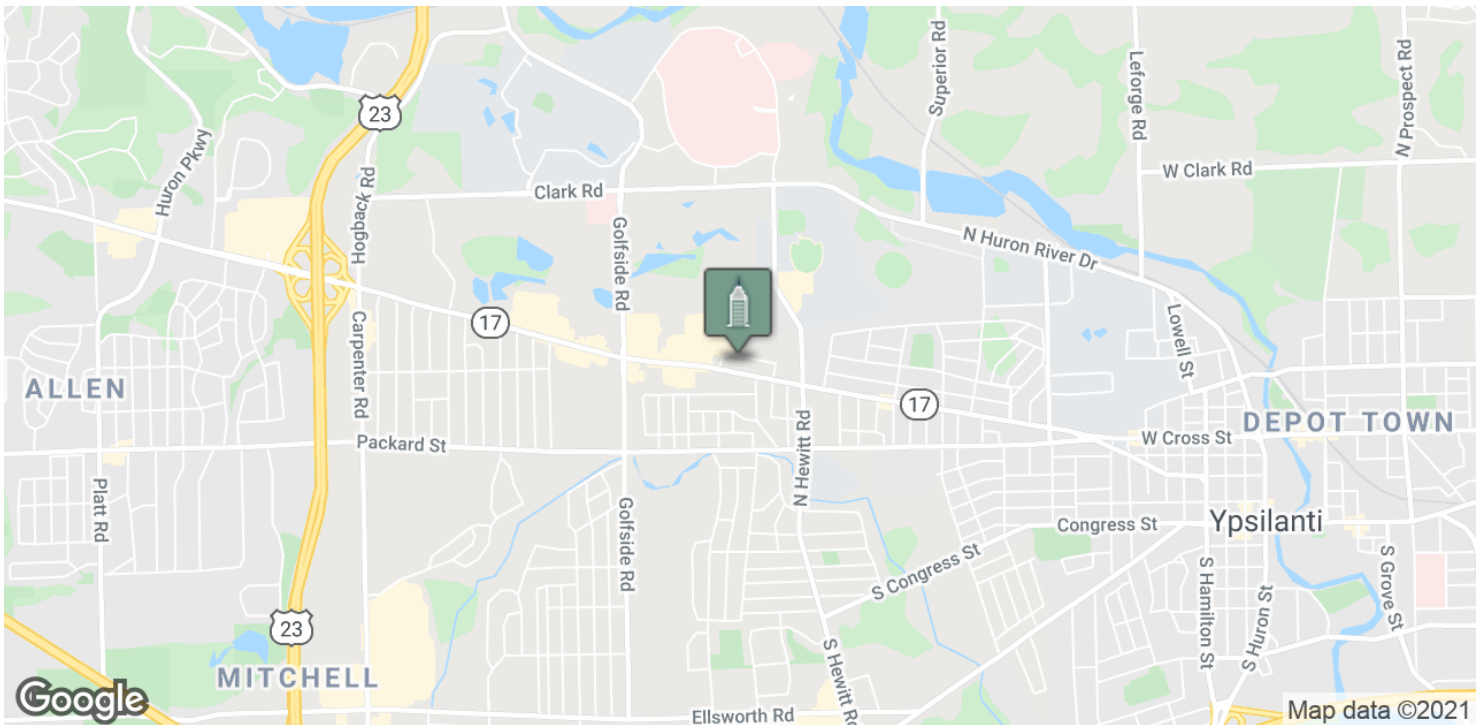 Superior Rd
Leforge Rd
N Prospect Rd
23
Huron Pkwy
Hogback Rd
W Clark Rd
Clark Rd
Golfside Rd
N Huron River Dr
17
Carpenter Rd
Lowell St
ALLEN
17
DEPOT TOWN
W Cross St
Packard St
N Hewitt Rd
Platt Rd
Golfside Rd
Congress St
Ypsilanti
S Congress St
S Hamilton St
S Huron St
S Grove St
23
S Hewitt Rd
MITCHELL
Google
Ellsworth Rd
Map data ©2021